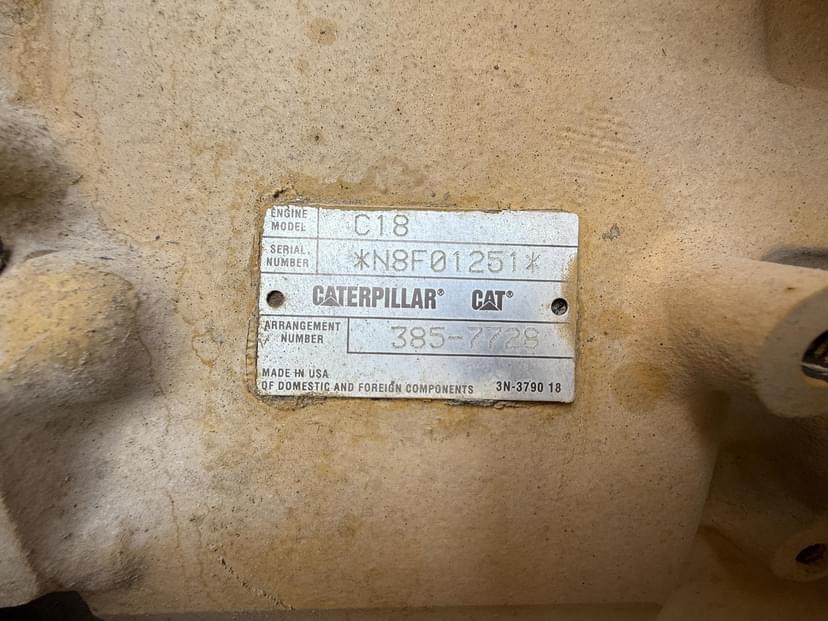 ENGINE MODEL C18
SERIAL NUMBER *N8F01251*
CATERPILLAR® CAT®
ARRANGEMENT NUMBER 385-7728
MADE IN USA
OF DOMESTIC AND FOREIGN COMPONENTS 3N-3790 18